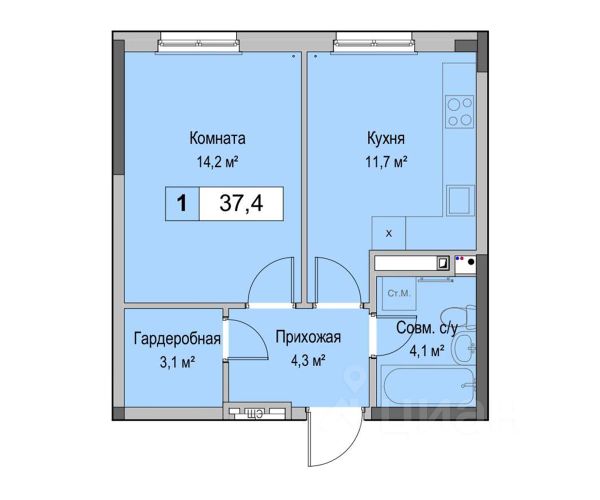 Комната
14,2 м²
1 37,4
Кухня
11,7 м²
X
Ст.М.
Гардеробная
3,1 м²
Прихожая
4,3 м²
Совм. с/у
4,1 м²
СП
циан